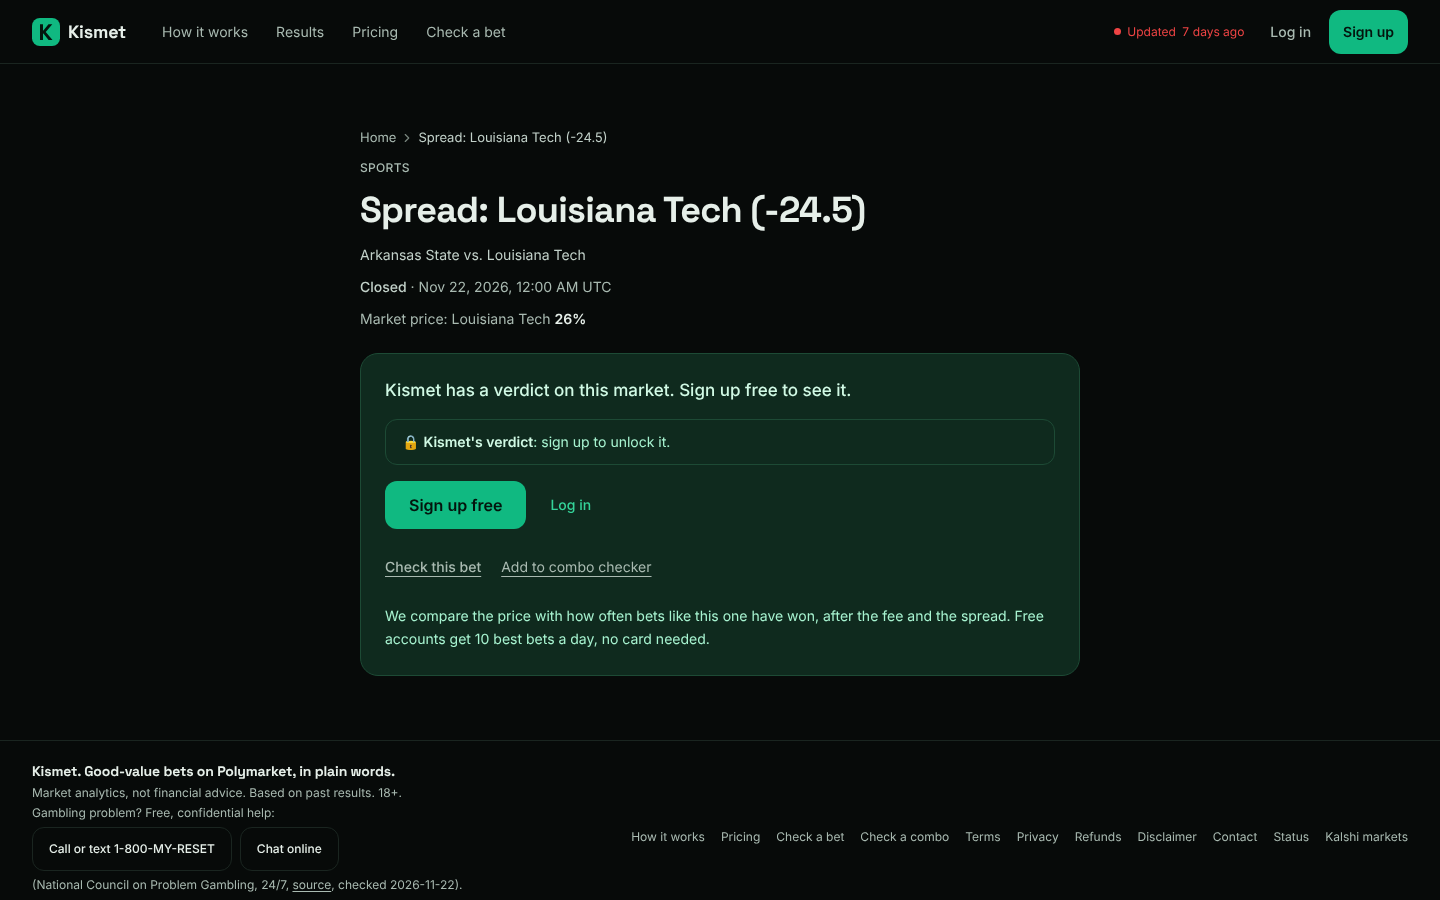 Kismet
How it works
Results
Pricing
Check a bet
Updated 7 days ago
Log in
Sign up
Home > Spread: Louisiana Tech (-24.5)
SPORTS
Spread: Louisiana Tech (-24.5)
Arkansas State vs. Louisiana Tech
Closed · Nov 22, 2026, 12:00 AM UTC
Market price: Louisiana Tech 26%
Kismet has a verdict on this market. Sign up free to see it.
🔒 Kismet's verdict: sign up to unlock it.
Sign up free
Log in
Check this bet
Add to combo checker
We compare the price with how often bets like this one have won, after the fee and the spread. Free
accounts get 10 best bets a day, no card needed.
Kismet. Good-value bets on Polymarket, in plain words.
Market analytics, not financial advice. Based on past results. 18+.
Gambling problem? Free, confidential help:
Call or text 1-800-MY-RESET
Chat online
(National Council on Problem Gambling, 24/7, source, checked 2026-11-22).
How it works
Pricing
Check a bet
Check a combo
Terms
Privacy
Refunds
Disclaimer
Contact
Status
Kalshi markets